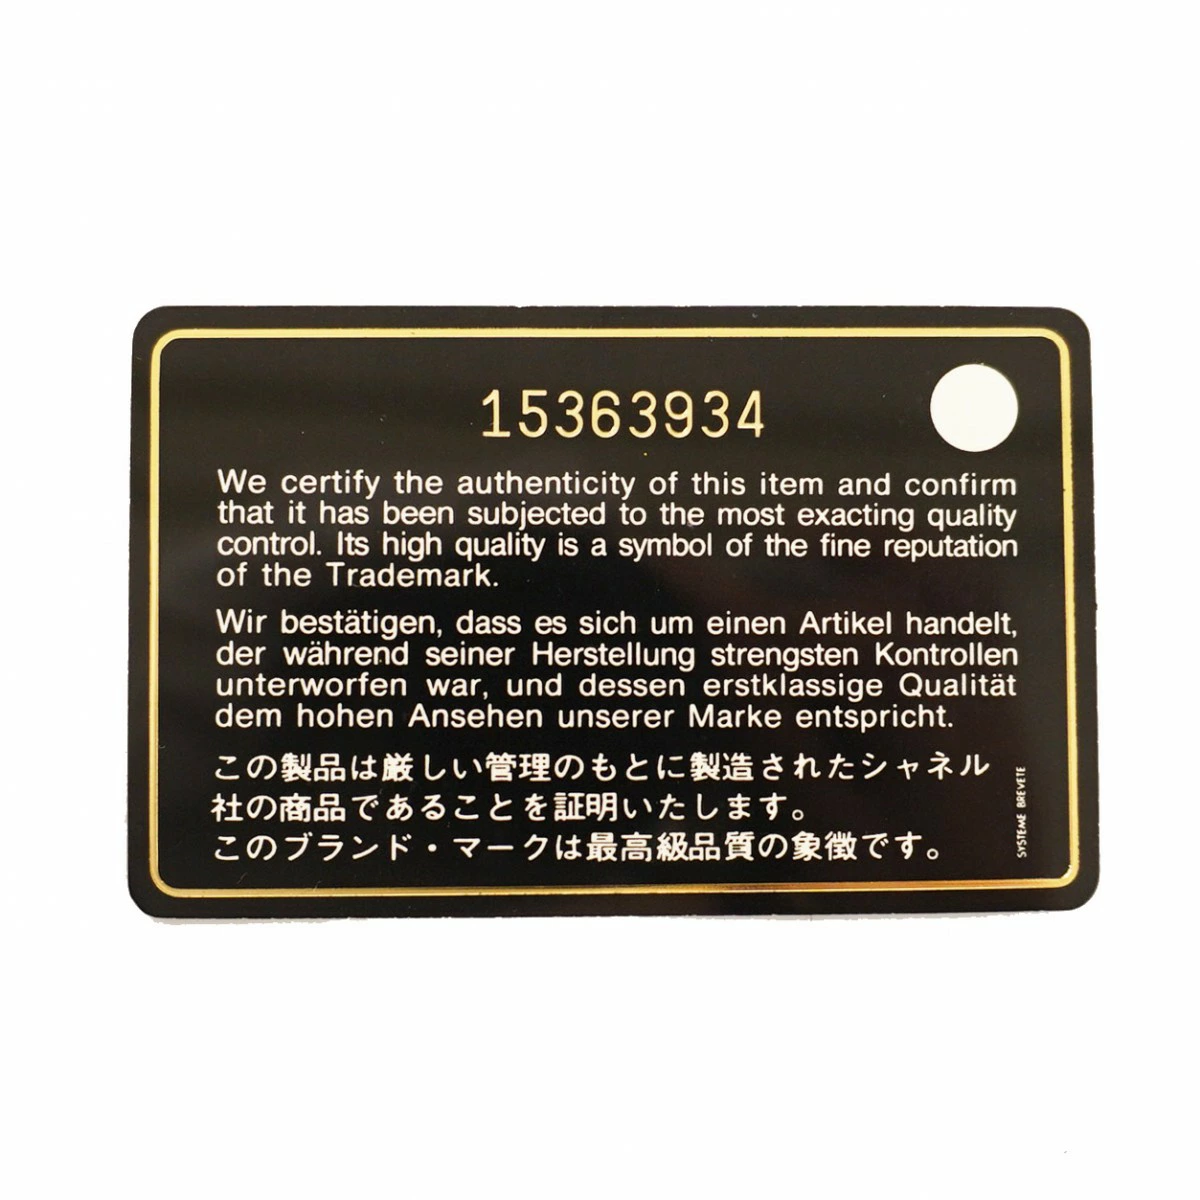 15363934
We certify the authenticity of this item and confirm
that it has been subjected to the most exacting quality
control. Its high quality is a symbol of the fine reputation
of the Trademark.
Wir bestätigen, dass es sich um einen Artikel handelt,
der während seiner Herstellung strengsten Kontrollen
unterworfen war, und dessen erstklassige Qualität
dem hohen Ansehen unserer Marke entspricht.
この製品は厳しい管理のもとに製造されたシャネル
社の商品であることを証明いたします。
このブランド・マークは最高級品質の象徴です。
SYSTEME BREVETE